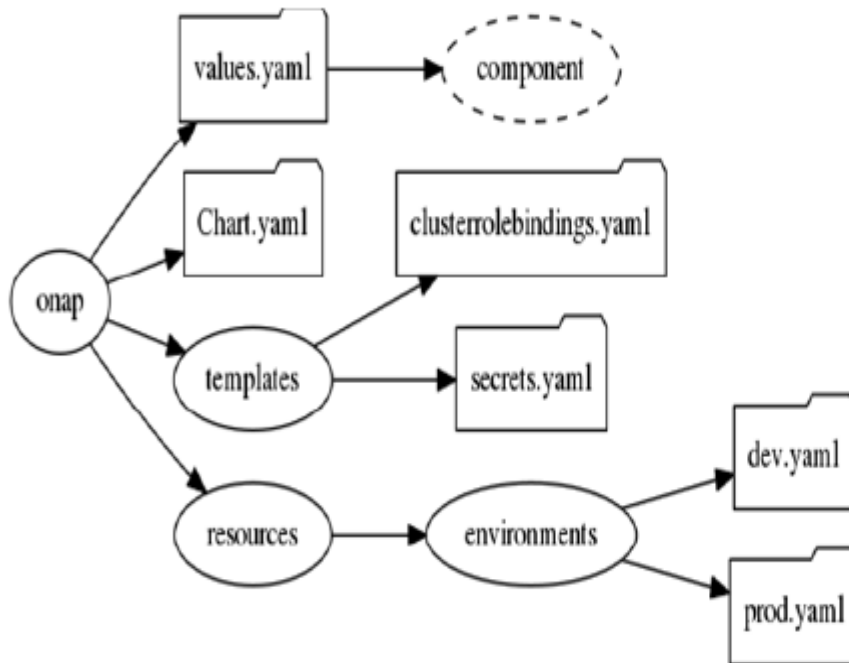 values.yaml
component
Chart.yaml
clusterrolebindings.yaml
onap
templates
secrets.yaml
dev.yaml
resources
environments
prod.yaml